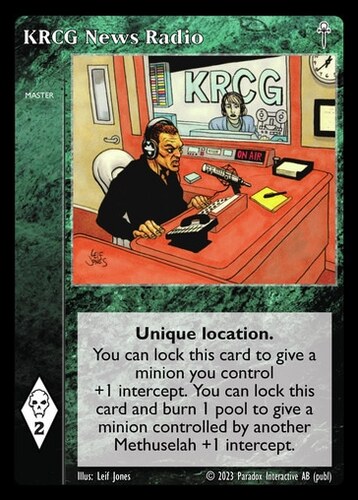 KRCG News Radio
MASTER
KRCG
ON AIR
LEIF
JONES
Unique location.
You can lock this card to give a
minion you control
+1 intercept. You can lock this
card and burn 1 pool to give a
minion controlled by another
Methuselah +1 intercept.
2
Illus: Leif Jones © 2023 Paradox Interactive AB (publ)